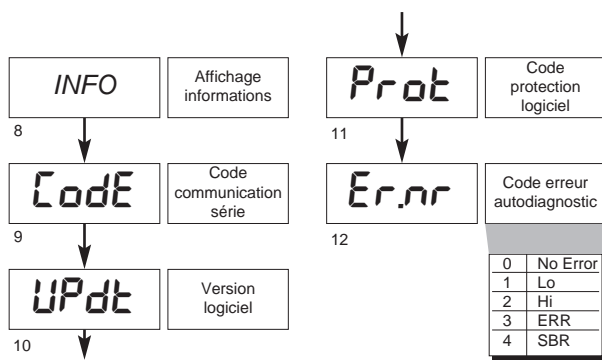 INFO
Affichage
informations
8
CodE
Code
communication
série
9
UPdt
Version
logiciel
10
Prot
Code
protection
logiciel
11
Er.nr
Code erreur
autodiagnostic
12
0 No Error
1 Lo
2 Hi
3 ERR
4 SBR